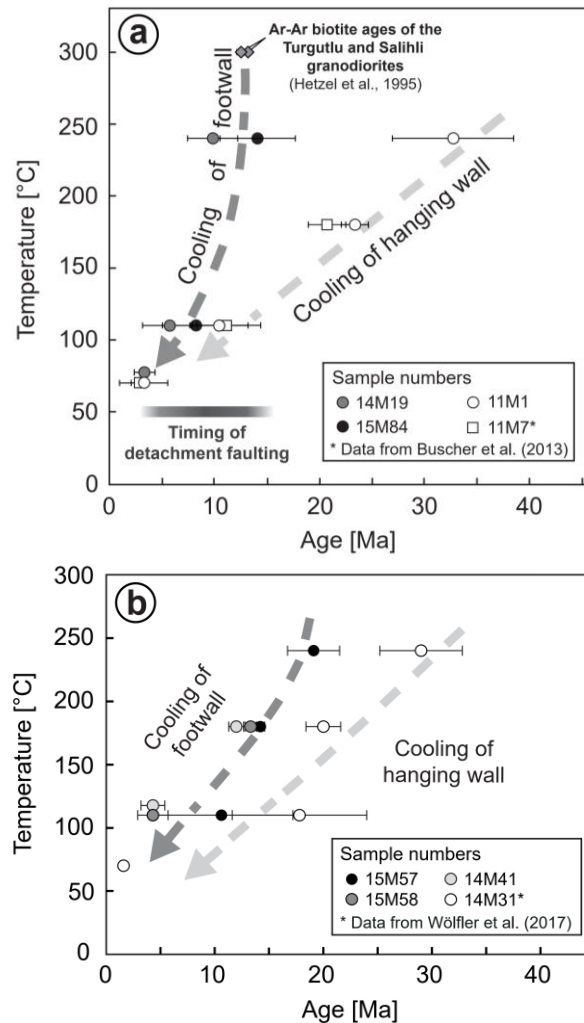 a
Ar-Ar biotite ages of the
Turgutlu and Salihli
granodiorites
(Hetzel et al., 1995)
Temperature [°C]
300
250
200
150
100
50
0
Cooling of footwall
Cooling of hanging wall
Timing of
detachment faulting
Sample numbers
14M19
11M1
15M84
11M7*
* Data from Buscher et al. (2013)
0
10
20
30
40
Age [Ma]
b
Temperature [°C]
300
250
200
150
100
50
0
Cooling of
footwall
Cooling of
hanging wall
Sample numbers
15M57
14M41
15M58
14M31*
* Data from Wölfler et al. (2017)
0
10
20
30
40
Age [Ma]